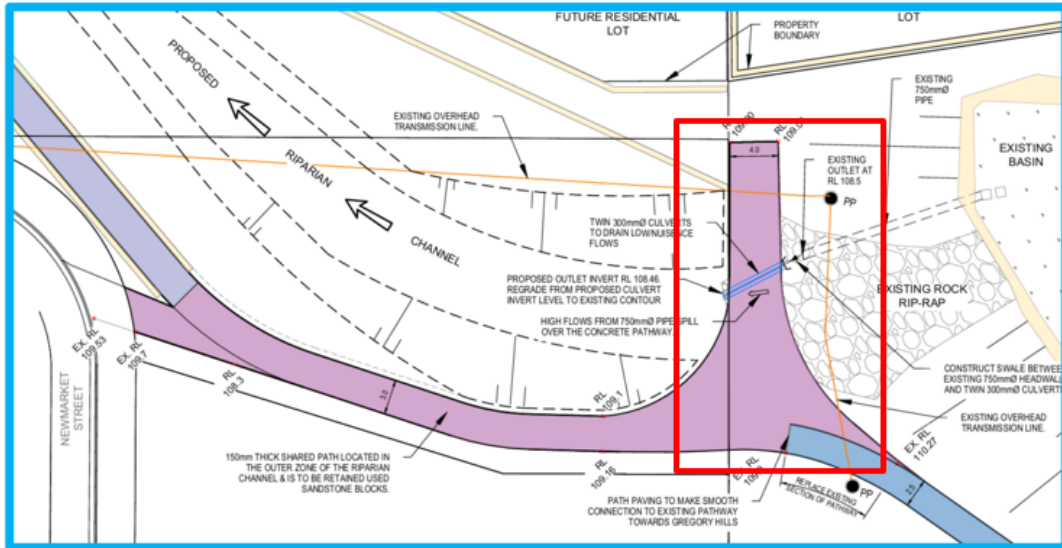 FUTURE RESIDENTIAL
LOT
LOT
PROPERTY
BOUNDARY
EXISTING
750mmØ
PIPE
PROPOSED
RIPARIAN
CHANNEL
EXISTING OVERHEAD
TRANSMISSION LINE.
RL
4.0
EXISTING
OUTLET AT
RL 108.5
EXISTING
BASIN
PP
TWIN 300mmØ CULVERTS
TO DRAIN LOW/NUISENCE
FLOWS
PROPOSED OUTLET INVERT RL 108.46.
REGRADE FROM PROPOSED CULVERT
INVERT LEVEL TO EXISTING CONTOUR
EXISTING ROCK
RIP-RAP
HIGH FLOWS FROM 750mmØ PIPE SPILL
OVER THE CONCRETE PATHWAY
EX. RL
109.53
EX. RL
109.7
RL
108.3
3.0
RL
109.1
CONSTRUCT SWALE BETWEE
EXISTING 750mmØ HEADWALL
AND TWIN 300mmØ CULVERTS
NEWMARKET
STREET
EXISTING OVERHEAD
TRANSMISSION LINE.
150mm THICK SHARED PATH LOCATED IN
THE OUTER ZONE OF THE RIPARIAN
CHANNEL & IS TO BE RETAINED USED
SANDSTONE BLOCKS.
RL
109.16
EX. RL
EX. RL
110.27
PATH PAVING TO MAKE SMOOTH
CONNECTION TO EXISTING PATHWAY
TOWARDS GREGORY HILLS
REPLACE EXISTING
SECTION OF PATHWAY
PP
2.5